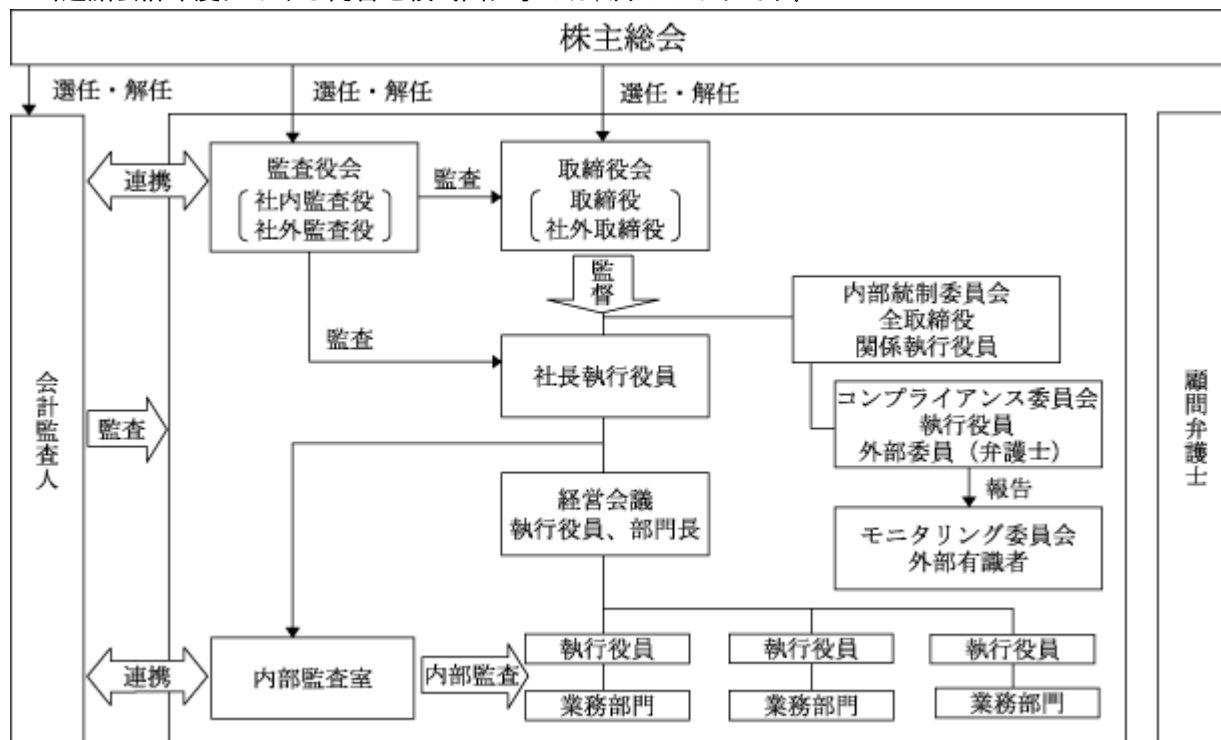 株主総会
選任・解任
選任・解任
選任・解任
監査役会
社内監査役
社外監査役
連携
監査
取締役会
取締役
社外取締役
監督
内部統制委員会
全取締役
関係執行役員
監査
社長執行役員
コンプライアンス委員会
執行役員
外部委員（弁護士）
報告
会計監査人
監査
顧問弁護士
経営会議
執行役員、部門長
モニタリング委員会
外部有識者
連携
内部監査室
内部監査
執行役員
執行役員
執行役員
業務部門
業務部門
業務部門